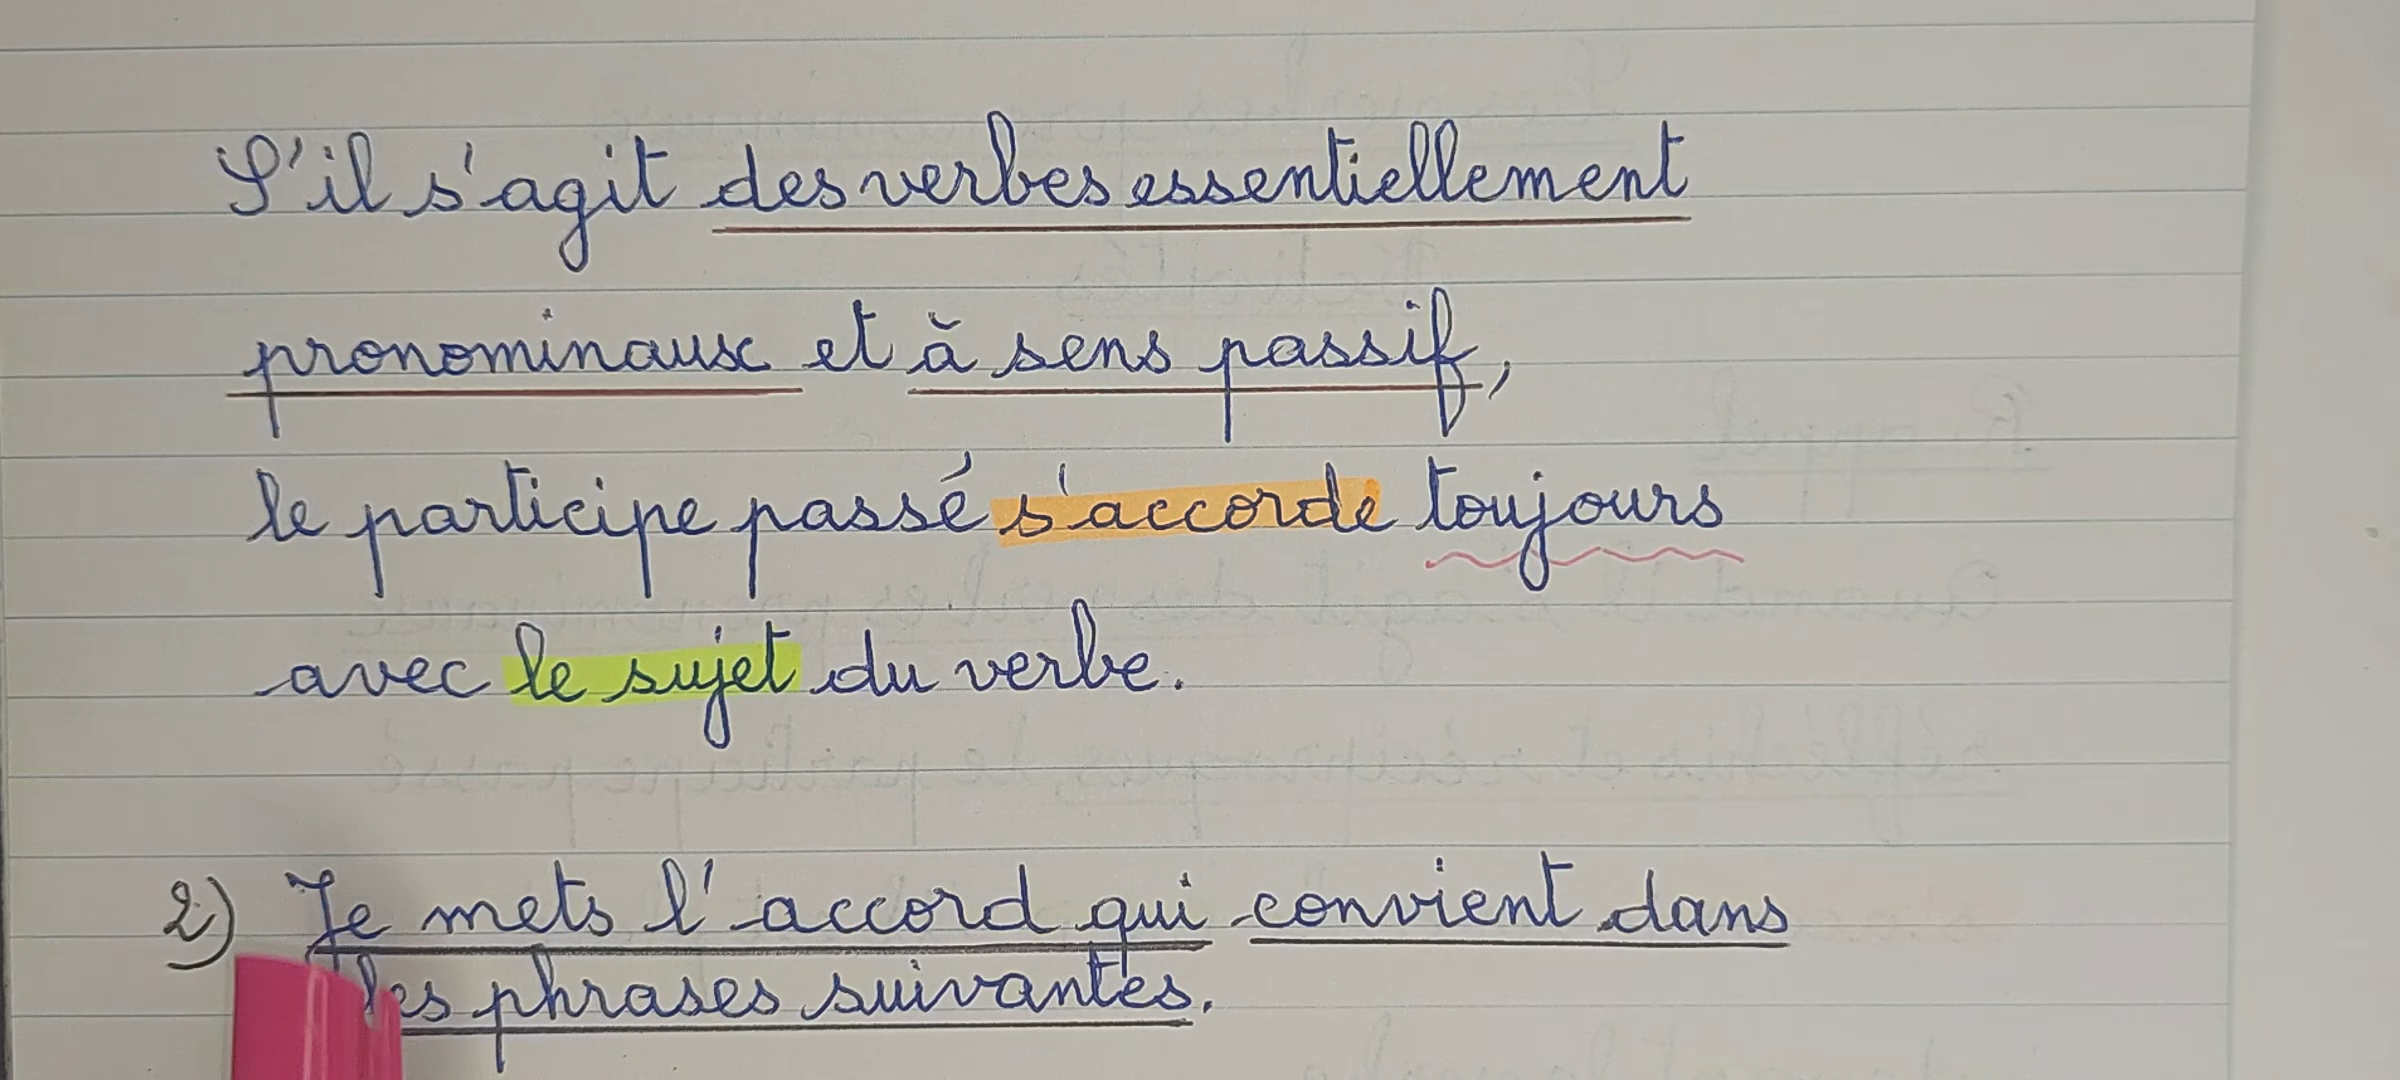 S'il s'agit des verbes essentiellement
pronominaux et à sens passif,
le participe passé s'accorde toujours
avec le sujet du verbe.
2) Je mets l'accord qui convient dans
les phrases suivantes.